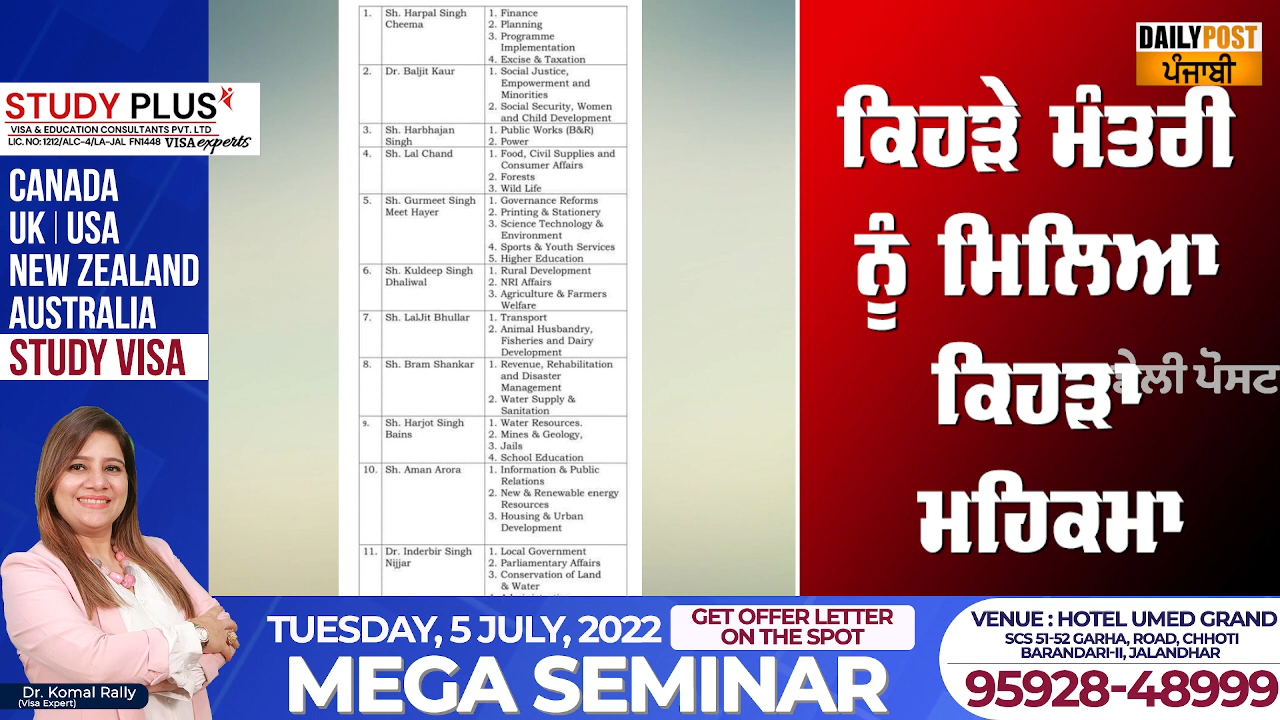 STUDY PLUS
VISA & EDUCATION CONSULTANTS PVT. LTD
LIC. NO: 1212/ALC-4/LA-JAL FN1448 VISA experts
CANADA
UK | USA
NEW ZEALAND
AUSTRALIA
STUDY VISA
Dr. Komal Rally
(Visa Expert)
1. Sh. Harpal Singh 1. Finance
Cheema 2. Planning
3. Programme
Implementation
4. Excise & Taxation
2. Dr. Baljit Kaur 1. Social Justice,
Empowerment and
Minorities
2. Social Security, Women
and Child Development
3. Sh. Harbhajan 1. Public Works (B&R)
Singh 2. Power
4. Sh. Lal Chand 1. Food, Civil Supplies and
Consumer Affairs
2. Forests
3. Wild Life
5. Sh. Gurmeet Singh 1. Governance Reforms
Meet Hayer 2. Printing & Stationery
3. Science Technology &
Environment
4. Sports & Youth Services
5. Higher Education
6. Sh. Kuldeep Singh 1. Rural Development
Dhaliwal 2. NRI Affairs
3. Agriculture & Farmers
Welfare
7. Sh. LalJit Bhullar 1. Transport
2. Animal Husbandry,
Fisheries and Dairy
Development
8. Sh. Bram Shankar 1. Revenue, Rehabilitation
and Disaster
Management
2. Water Supply &
Sanitation
9. Sh. Harjot Singh 1. Water Resources.
Bains 2. Mines & Geology,
3. Jails
4. School Education
10. Sh. Aman Arora 1. Information & Public
Relations
2. New & Renewable energy
Resources
3. Housing & Urban
Development
11. Dr. Inderbir Singh 1. Local Government
Nijjar 2. Parliamentary Affairs
3. Conservation of Land
& Water
DAILY POST
ਪੰਜਾਬੀ
ਕਿਹੜੇ ਮੰਤਰੀ
ਨੂੰ ਮਿਲਿਆ
ਕਿਹੜਾ
ਪੋਸਟ
ਮਹਿਕਮਾ
TUESDAY, 5 JULY, 2022
GET OFFER LETTER
ON THE SPOT
MEGA SEMINAR
VENUE : HOTEL UMED GRAND
SCS 51-52 GARHA, ROAD, CHHOTI
BARANDARI-II, JALANDHAR
95928-48999